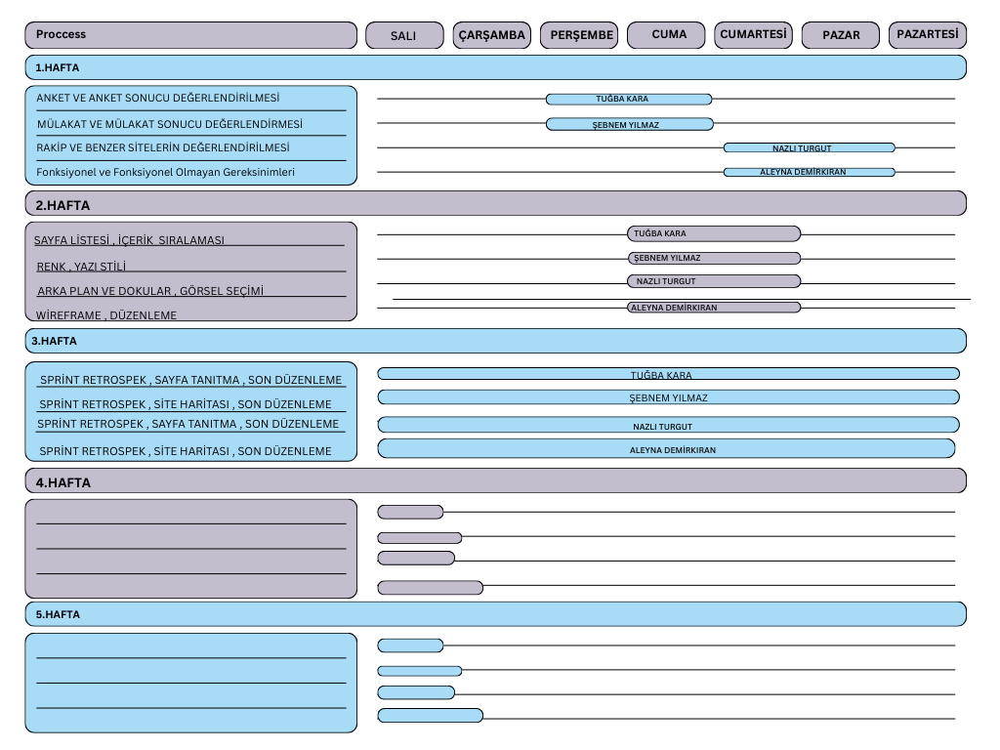 Proccess
SALI
ÇARŞAMBA
PERŞEMBE
CUMA
CUMARTESİ
PAZAR
PAZARTESİ
1.HAFTA
ANKET VE ANKET SONUCU DEĞERLENDİRİLMESİ
TUĞBA KARA
MÜLAKAT VE MÜLAKAT SONUCU DEĞERLENDİRMESİ
ŞEBNEM YILMAZ
RAKİP VE BENZER SİTELERİN DEĞERLENDİRİLMESİ
NAZLI TURGUT
Fonksiyonel ve Fonksiyonel Olmayan Gereksinimleri
ALEYNA DEMİRKIRAN
2.HAFTA
SAYFA LİSTESİ , İÇERİK  SIRALAMASI
TUĞBA KARA
RENK , YAZI STİLİ
ŞEBNEM YILMAZ
ARKA PLAN VE DOKULAR , GÖRSEL SEÇİMİ
NAZLI TURGUT
WİREFRAME , DÜZENLEME
ALEYNA DEMİRKIRAN
3.HAFTA
SPRİNT RETROSPEK , SAYFA TANITMA , SON DÜZENLEME
TUĞBA KARA
SPRİNT RETROSPEK , SİTE HARİTASI , SON DÜZENLEME
ŞEBNEM YILMAZ
SPRİNT RETROSPEK , SAYFA TANITMA , SON DÜZENLEME
NAZLI TURGUT
SPRİNT RETROSPEK , SİTE HARİTASI , SON DÜZENLEME
ALEYNA DEMİRKIRAN
4.HAFTA
5.HAFTA